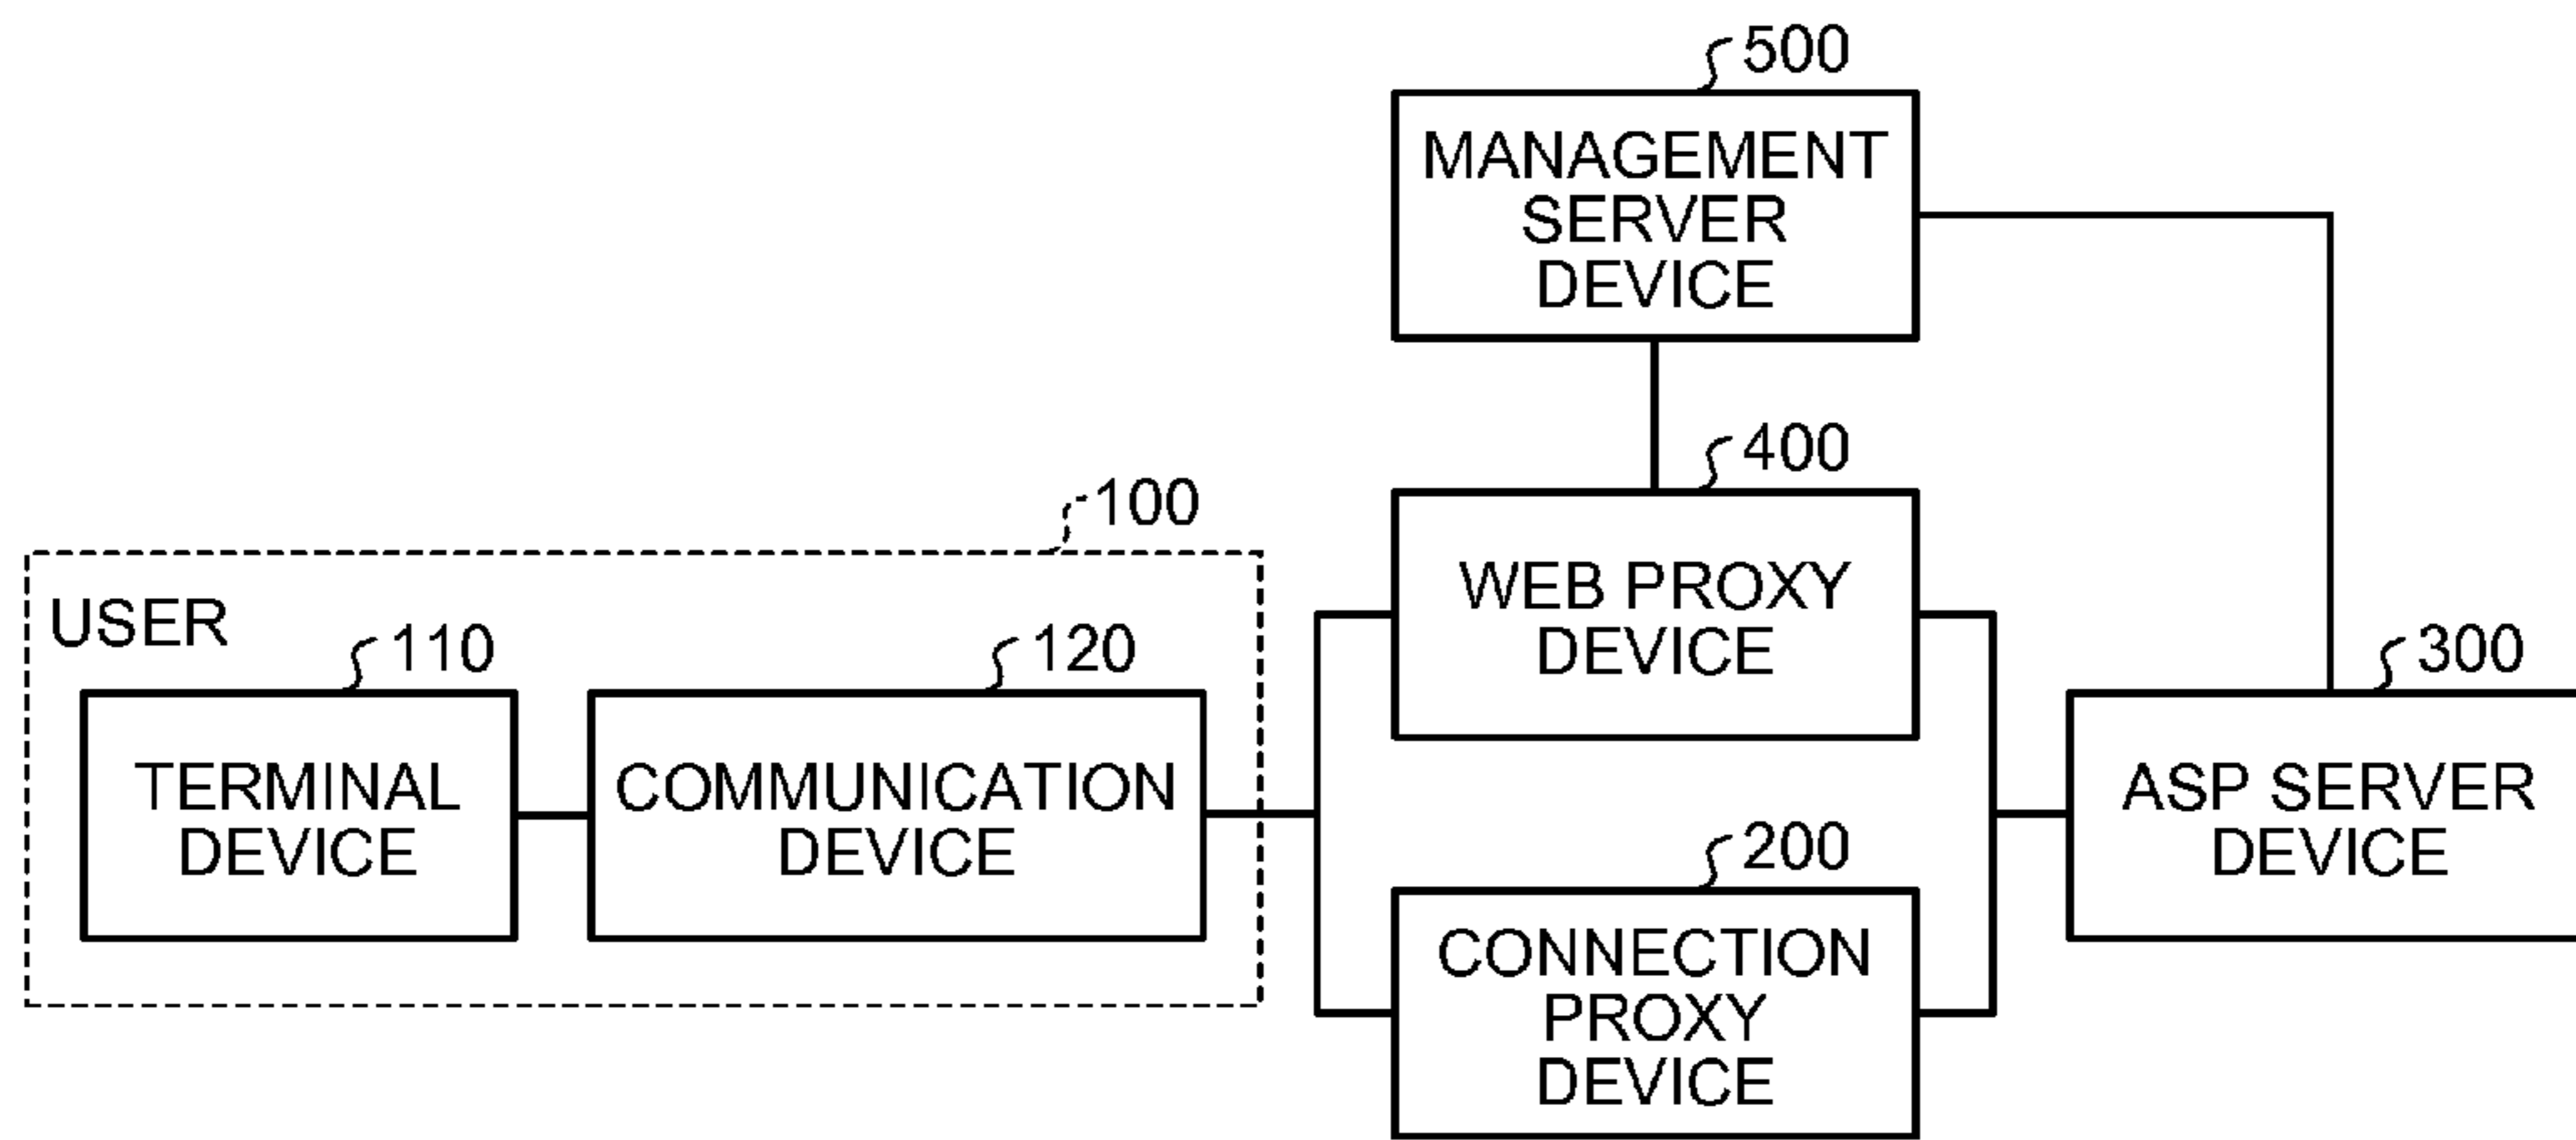 500
MANAGEMENT
SERVER
DEVICE
400
WEB PROXY
DEVICE
100
USER
110
TERMINAL
DEVICE
120
COMMUNICATION
DEVICE
200
CONNECTION
PROXY
DEVICE
300
ASP SERVER
DEVICE